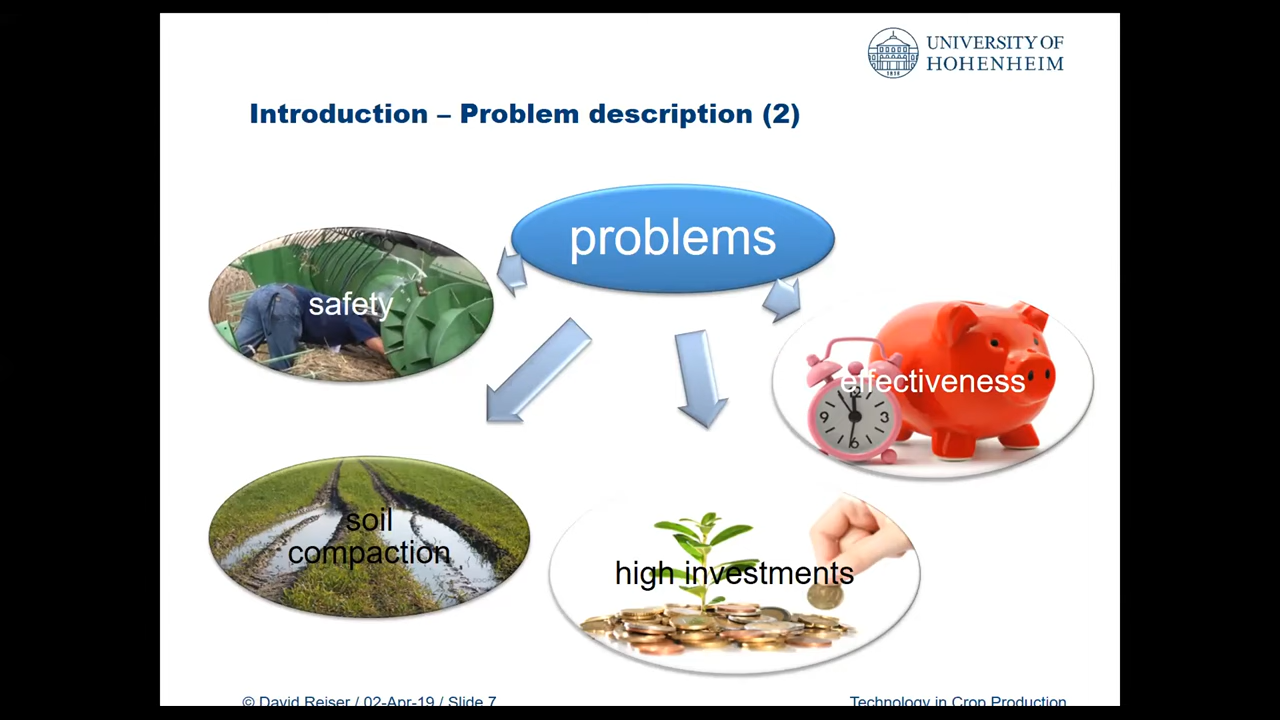 UNIVERSITY OF
HOHENHEIM
1818
Introduction – Problem description (2)
problems
safety
effectiveness
soil
compaction
high investments
© David Reiser / 02-Apr-19 / Slide 7
Technology in Crop Production